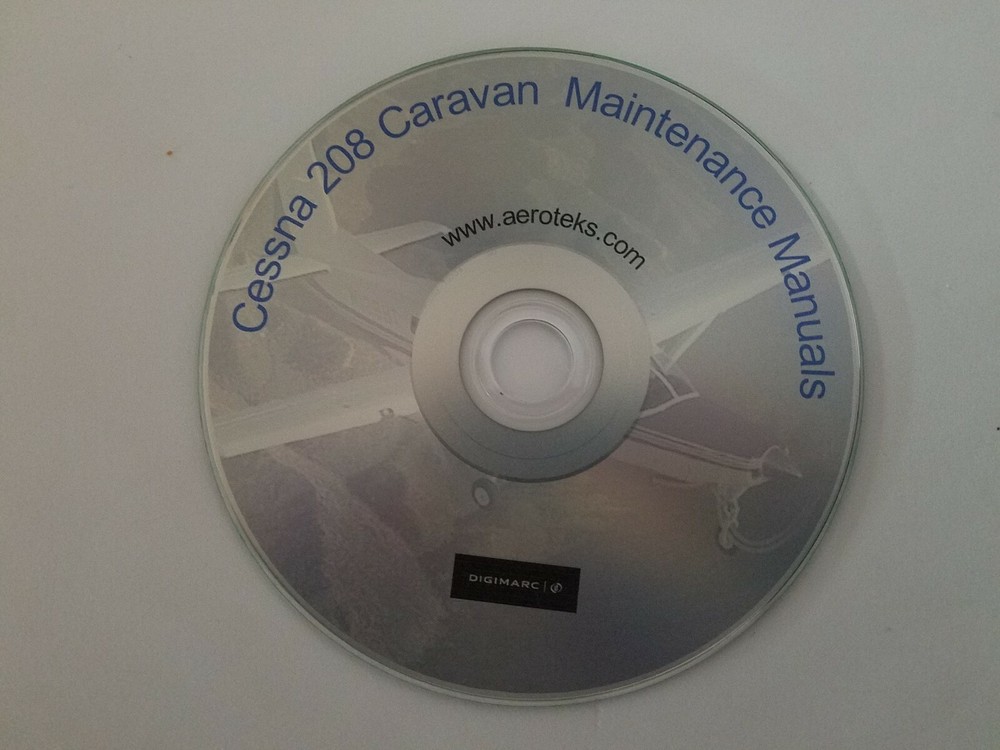 Cessna 208 Caravan Maintenance Manuals
www.aeroteks.com
DIGIMARC